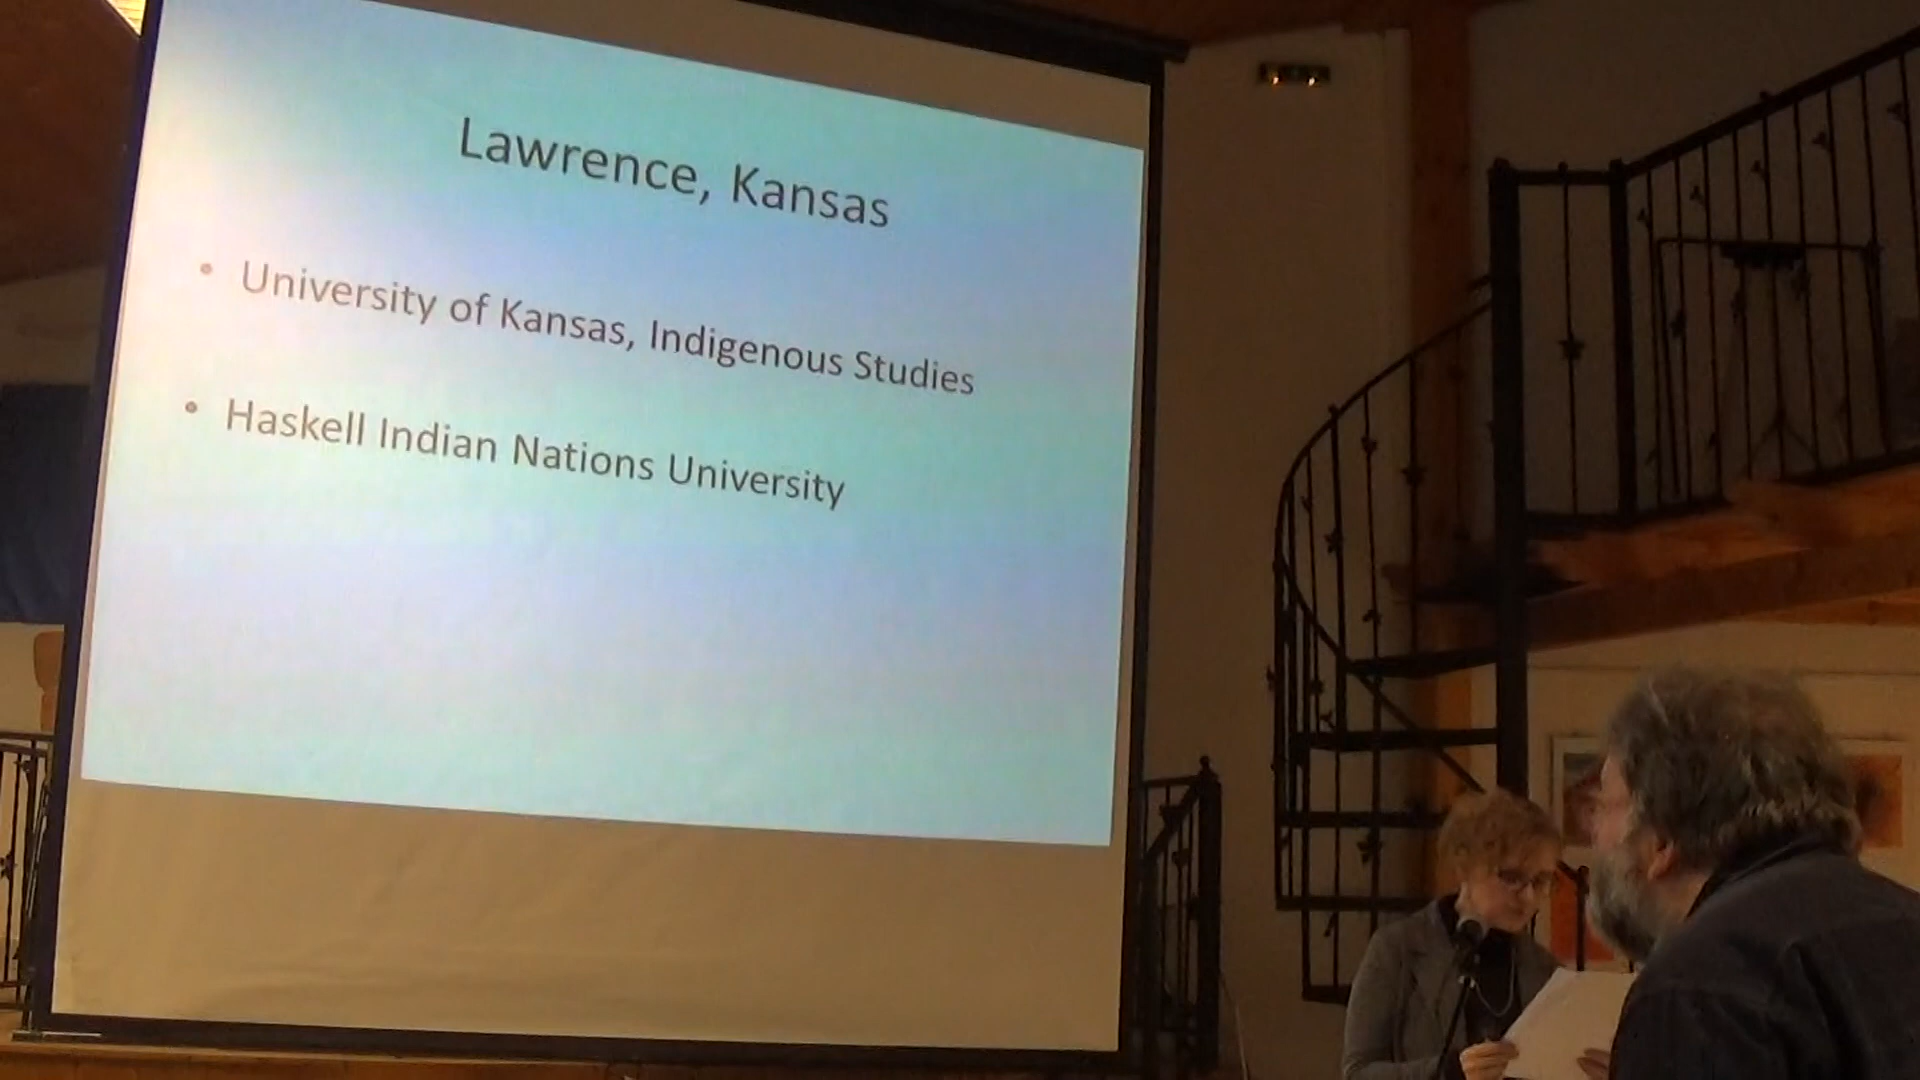 Lawrence, Kansas
• University of Kansas, Indigenous Studies
• Haskell Indian Nations University